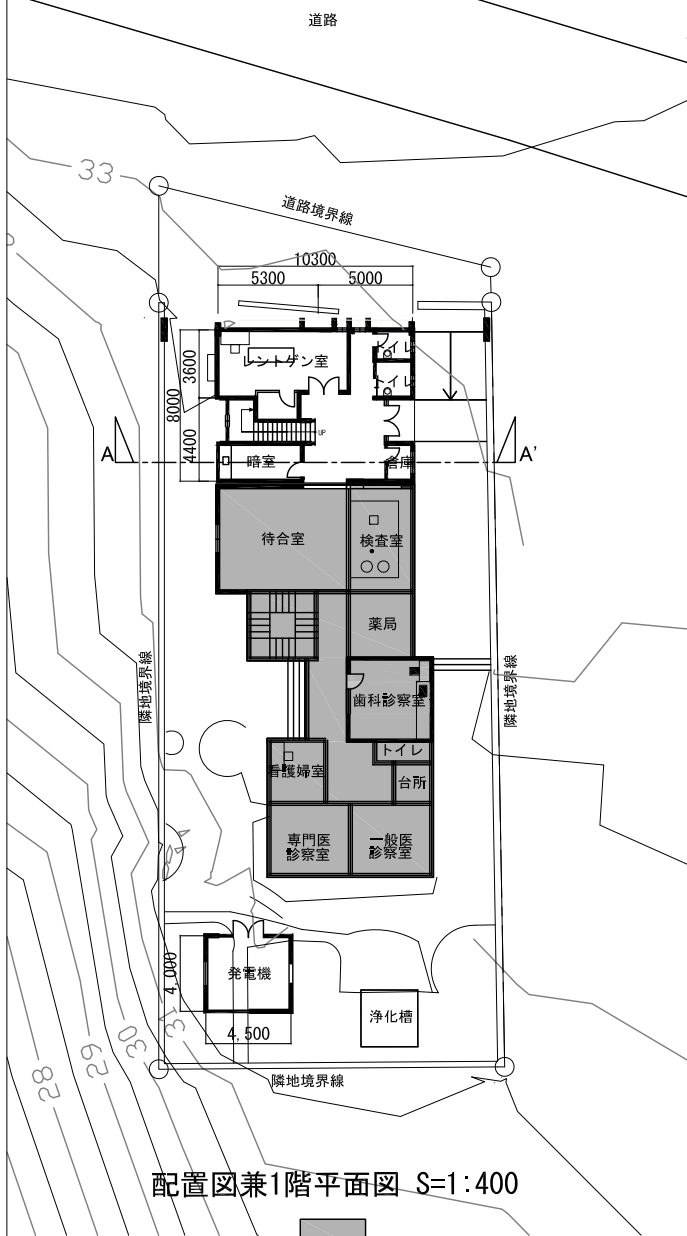 道路
33
道路境界線
10300
5300
5000
レントゲン室
トイレ
3600
トイレ
8000
UP
4400
A
A'
暗室
倉庫
待合室
検査室
薬局
隣地境界線
隣地境界線
歯科診察室
トイレ
看護婦室
台所
専門医
診察室
一般医
診察室
4,000
発電機
浄化槽
4,500
31
30
29
28
隣地境界線
配置図兼1階平面図 S=1:400